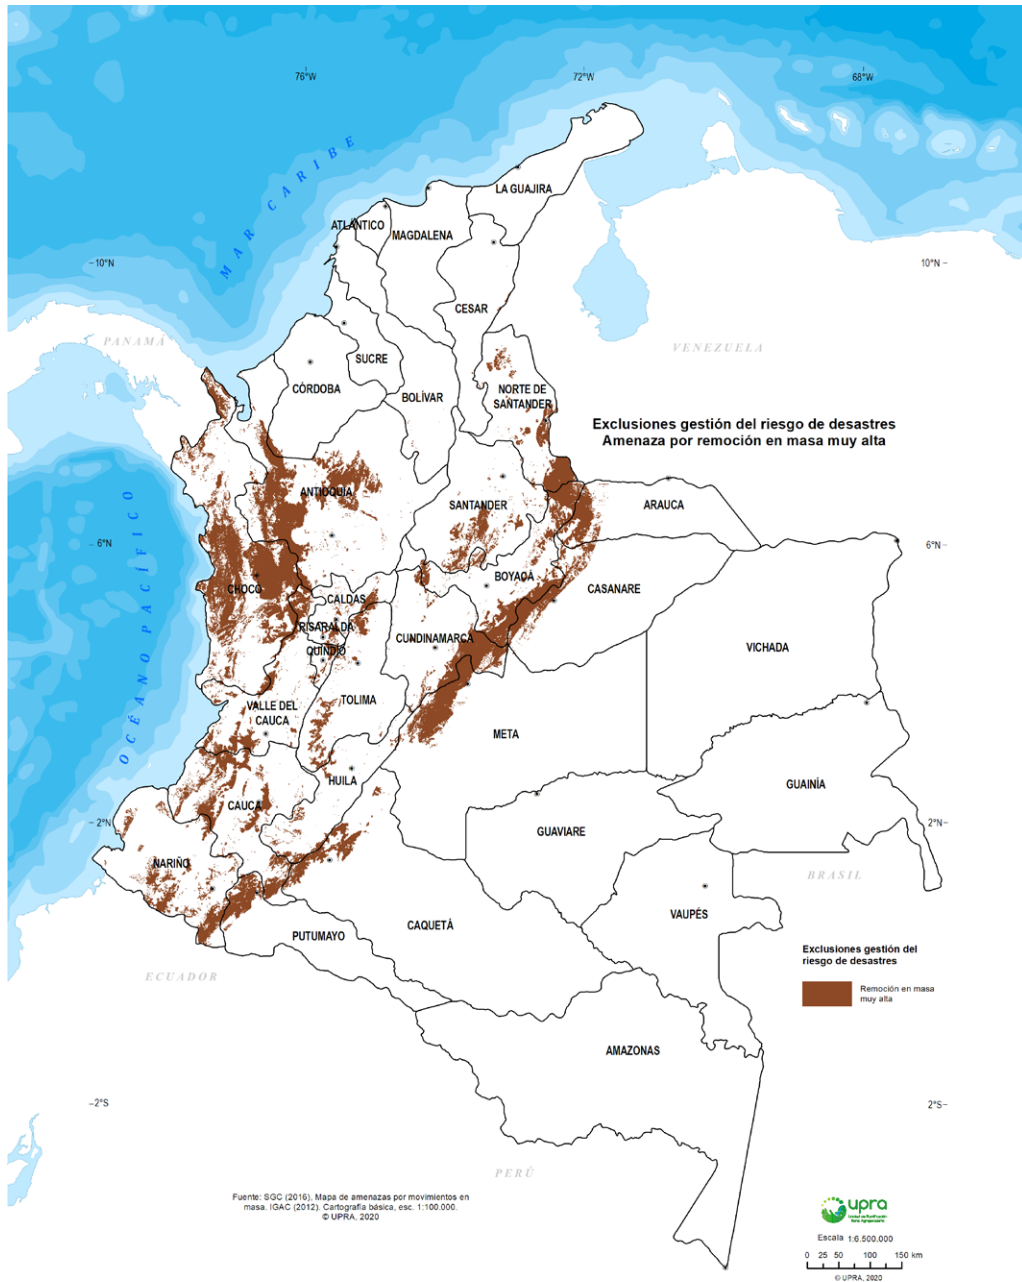 76°W
72°W
68°W
MAR CARIBE
LA GUAJIRA
ATLÁNTICO
MAGDALENA
10°N
10°N
CESAR
PANAMÁ
VENEZUELA
SUCRE
CÓRDOBA
BOLÍVAR
NORTE DE
SANTANDER
Exclusiones gestión del riesgo de desastres
Amenaza por remoción en masa muy alta
ANTIOQUIA
SANTANDER
ARAUCA
OCÉANO PACÍFICO
6°N
6°N
BOYACÁ
CHOCÓ
CASANARE
CALDAS
RISARALDA
CUNDINAMARCA
QUINDÍO
VICHADA
TOLIMA
VALLE DEL
CAUCA
META
HUILA
GUAINÍA
CAUCA
2°N
2°N
GUAVIARE
NARIÑO
BRASIL
VAUPÉS
CAQUETÁ
PUTUMAYO
ECUADOR
Exclusiones gestión del
riesgo de desastres
Remoción en masa
muy alta
AMAZONAS
2°S
2°S
PERÚ
Fuente: SGC (2016), Mapa de amenazas por movimientos en
masa. IGAC (2012). Cartografía básica, esc. 1:100.000.
© UPRA, 2020
upra
Unidad de Planificación
Rural Agropecuaria
Escala 1:6.500.000
0 25 50 100 150 km
© UPRA, 2020